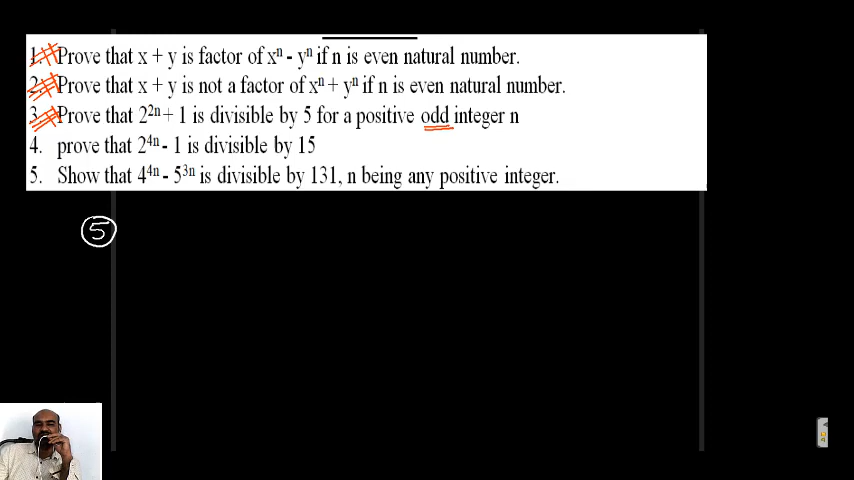 1. Prove that x + y is factor of xⁿ - yⁿ if n is even natural number.
2. Prove that x + y is not a factor of xⁿ + yⁿ if n is even natural number.
3. Prove that 2²ⁿ + 1 is divisible by 5 for a positive odd integer n
4. prove that 2⁴ⁿ - 1 is divisible by 15
5. Show that 4⁴ⁿ - 5³ⁿ is divisible by 131, n being any positive integer.
5